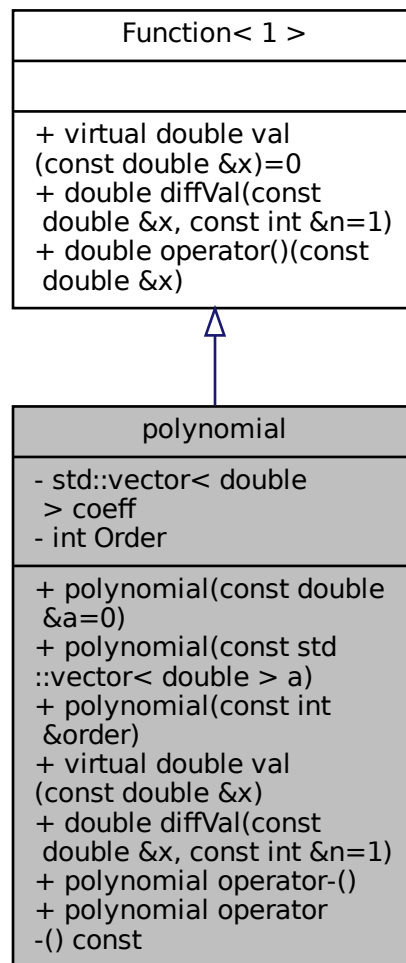 Function< 1 >
+ virtual double val
(const double &x)=0
+ double diffVal(const
double &x, const int &n=1)
+ double operator()(const
double &x)
polynomial
- std::vector< double
> coeff
- int Order
+ polynomial(const double
&a=0)
+ polynomial(const std
::vector< double > a)
+ polynomial(const int
&order)
+ virtual double val
(const double &x)
+ double diffVal(const
double &x, const int &n=1)
+ polynomial operator-()
+ polynomial operator
-() const